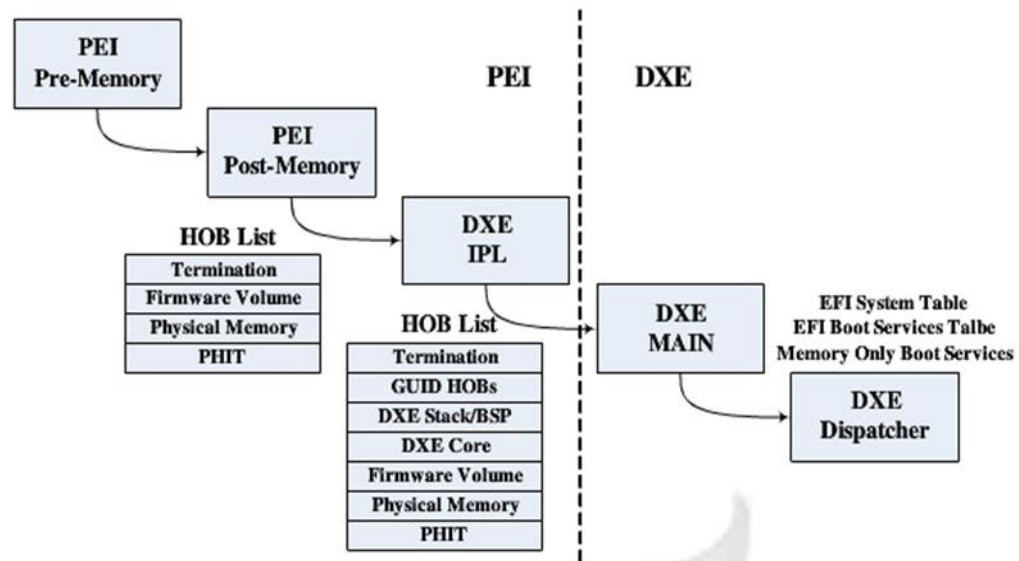 PEI
Pre-Memory
PEI
DXE
PEI
Post-Memory
DXE
IPL
HOB List
Termination
Firmware Volume
Physical Memory
PHIT
HOB List
Termination
GUID HOBs
DXE Stack/BSP
DXE Core
Firmware Volume
Physical Memory
PHIT
DXE
MAIN
EFI System Table
EFI Boot Services Talbe
Memory Only Boot Services
DXE
Dispatcher